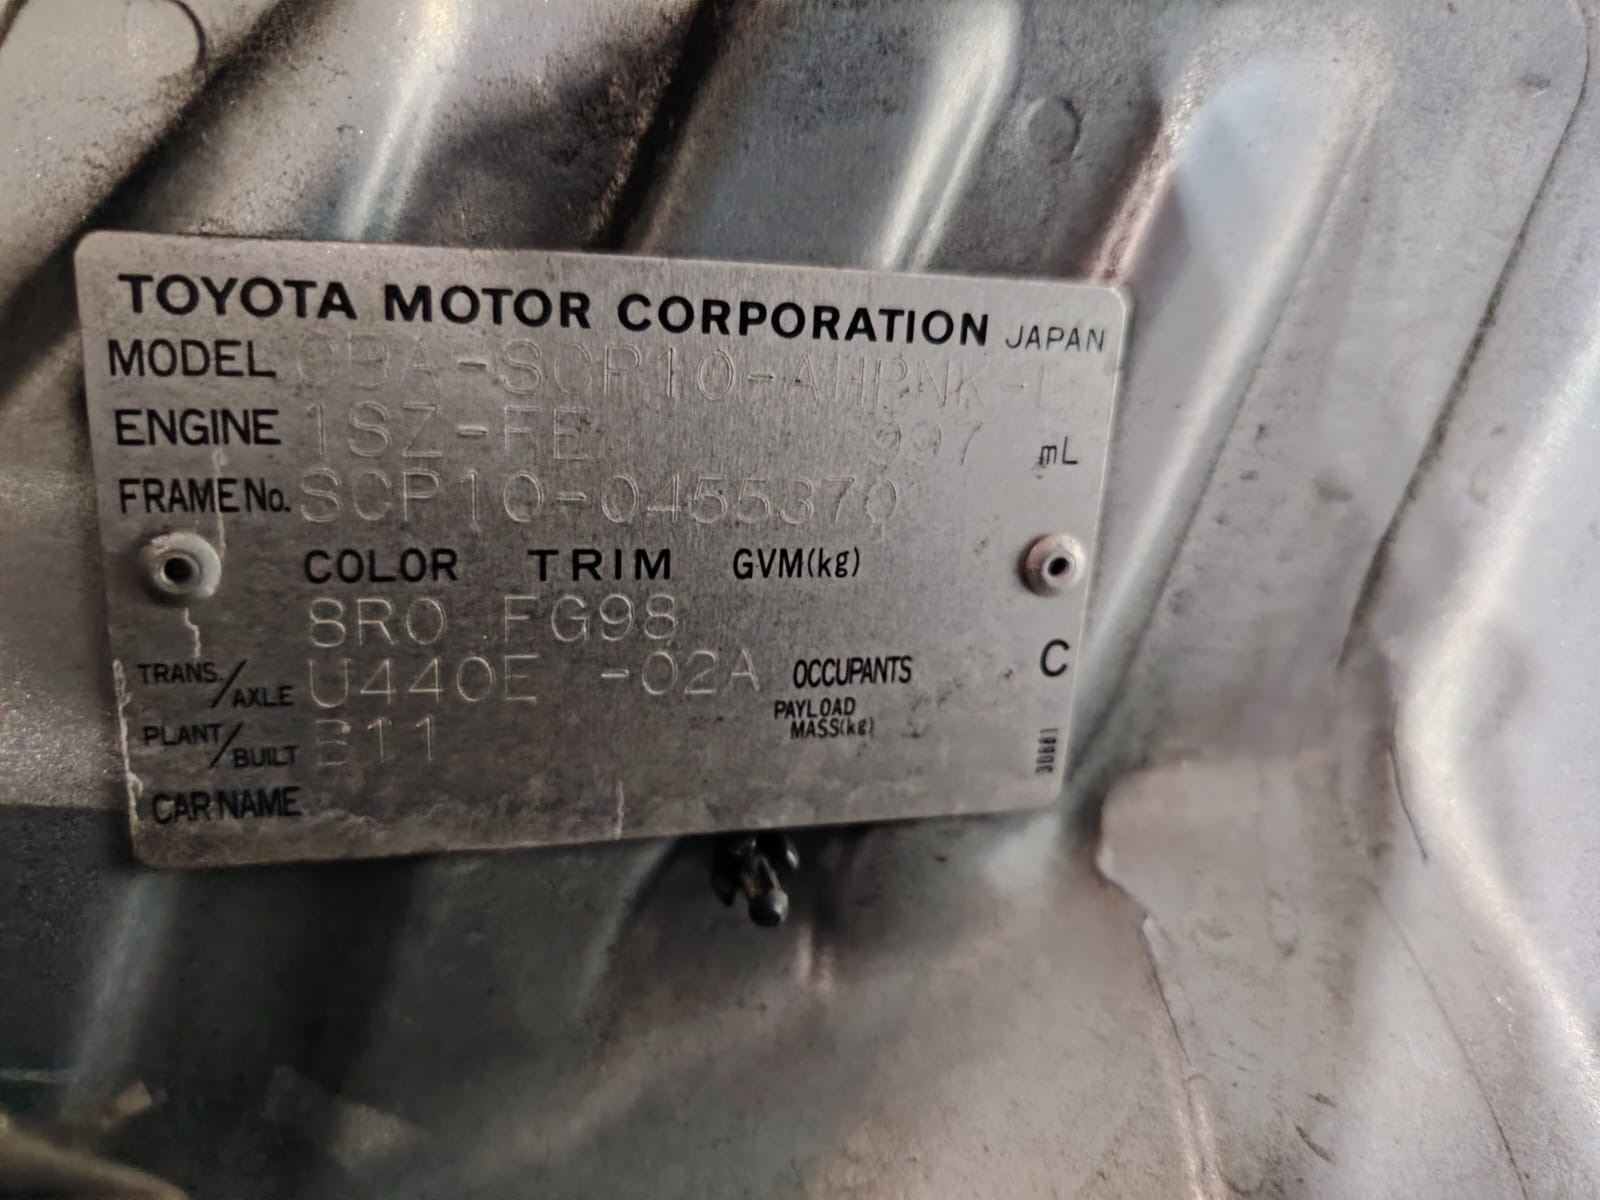 TOYOTA MOTOR CORPORATION JAPAN
MODEL CBA-SCP10-AHPNK-L
ENGINE 1SZ-FE 997 mL
FRAME No. SCP10-0455370
COLOR TRIM GVM(kg)
8R0 FG98
TRANS./AXLE U440E -02A OCCUPANTS C
PLANT/BUILT B11 PAYLOAD MASS(kg)
CAR NAME